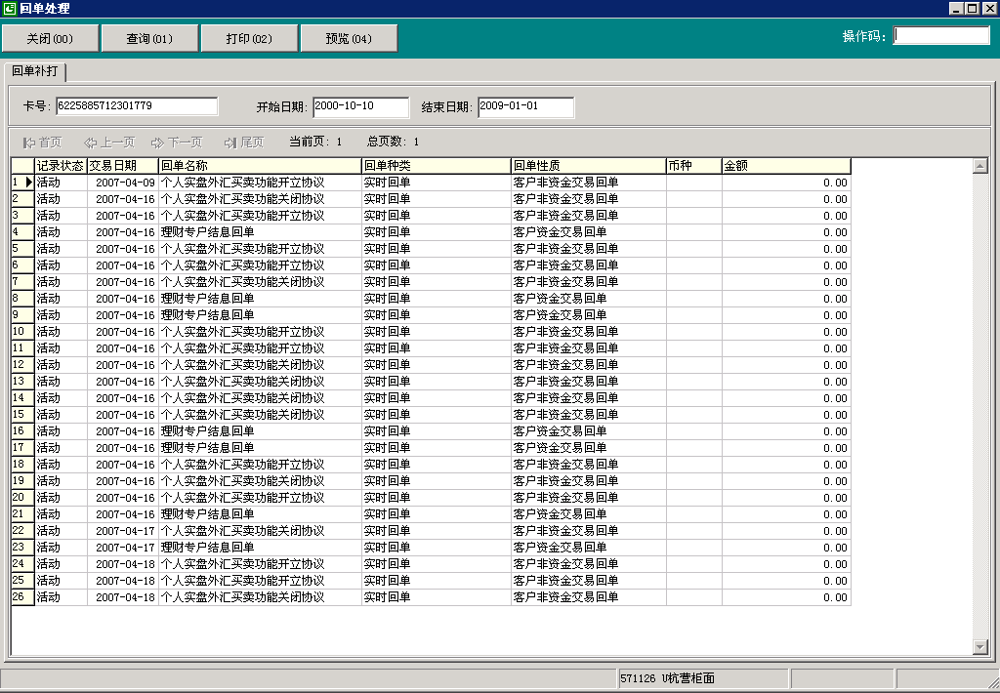 回单处理
关闭(00) 查询(01) 打印(02) 预览(04) 操作码:
回单补打
卡号: 6225885712301779 开始日期: 2000-10-10 结束日期: 2009-01-01
首页 上一页 下一页 尾页 当前页: 1 总页数: 1
记录状态 交易日期 回单名称 回单种类 回单性质 币种 金额
1 活动 2007-04-09 个人实盘外汇买卖功能开立协议 实时回单 客户非资金交易回单 0.00
2 活动 2007-04-16 个人实盘外汇买卖功能关闭协议 实时回单 客户非资金交易回单 0.00
3 活动 2007-04-16 个人实盘外汇买卖功能开立协议 实时回单 客户非资金交易回单 0.00
4 活动 2007-04-16 理财专户结息回单 实时回单 客户资金交易回单 0.00
5 活动 2007-04-16 个人实盘外汇买卖功能开立协议 实时回单 客户非资金交易回单 0.00
6 活动 2007-04-16 个人实盘外汇买卖功能开立协议 实时回单 客户非资金交易回单 0.00
7 活动 2007-04-16 个人实盘外汇买卖功能关闭协议 实时回单 客户非资金交易回单 0.00
8 活动 2007-04-16 理财专户结息回单 实时回单 客户资金交易回单 0.00
9 活动 2007-04-16 理财专户结息回单 实时回单 客户资金交易回单 0.00
10 活动 2007-04-16 个人实盘外汇买卖功能开立协议 实时回单 客户非资金交易回单 0.00
11 活动 2007-04-16 个人实盘外汇买卖功能开立协议 实时回单 客户非资金交易回单 0.00
12 活动 2007-04-16 个人实盘外汇买卖功能关闭协议 实时回单 客户非资金交易回单 0.00
13 活动 2007-04-16 个人实盘外汇买卖功能关闭协议 实时回单 客户非资金交易回单 0.00
14 活动 2007-04-16 个人实盘外汇买卖功能开立协议 实时回单 客户非资金交易回单 0.00
15 活动 2007-04-16 个人实盘外汇买卖功能关闭协议 实时回单 客户非资金交易回单 0.00
16 活动 2007-04-16 理财专户结息回单 实时回单 客户资金交易回单 0.00
17 活动 2007-04-16 理财专户结息回单 实时回单 客户资金交易回单 0.00
18 活动 2007-04-16 个人实盘外汇买卖功能开立协议 实时回单 客户非资金交易回单 0.00
19 活动 2007-04-16 个人实盘外汇买卖功能关闭协议 实时回单 客户非资金交易回单 0.00
20 活动 2007-04-16 个人实盘外汇买卖功能开立协议 实时回单 客户非资金交易回单 0.00
21 活动 2007-04-16 理财专户结息回单 实时回单 客户资金交易回单 0.00
22 活动 2007-04-17 个人实盘外汇买卖功能关闭协议 实时回单 客户非资金交易回单 0.00
23 活动 2007-04-17 理财专户结息回单 实时回单 客户资金交易回单 0.00
24 活动 2007-04-18 个人实盘外汇买卖功能开立协议 实时回单 客户非资金交易回单 0.00
25 活动 2007-04-18 个人实盘外汇买卖功能开立协议 实时回单 客户非资金交易回单 0.00
26 活动 2007-04-18 个人实盘外汇买卖功能关闭协议 实时回单 客户非资金交易回单 0.00
571126 U杭营柜面